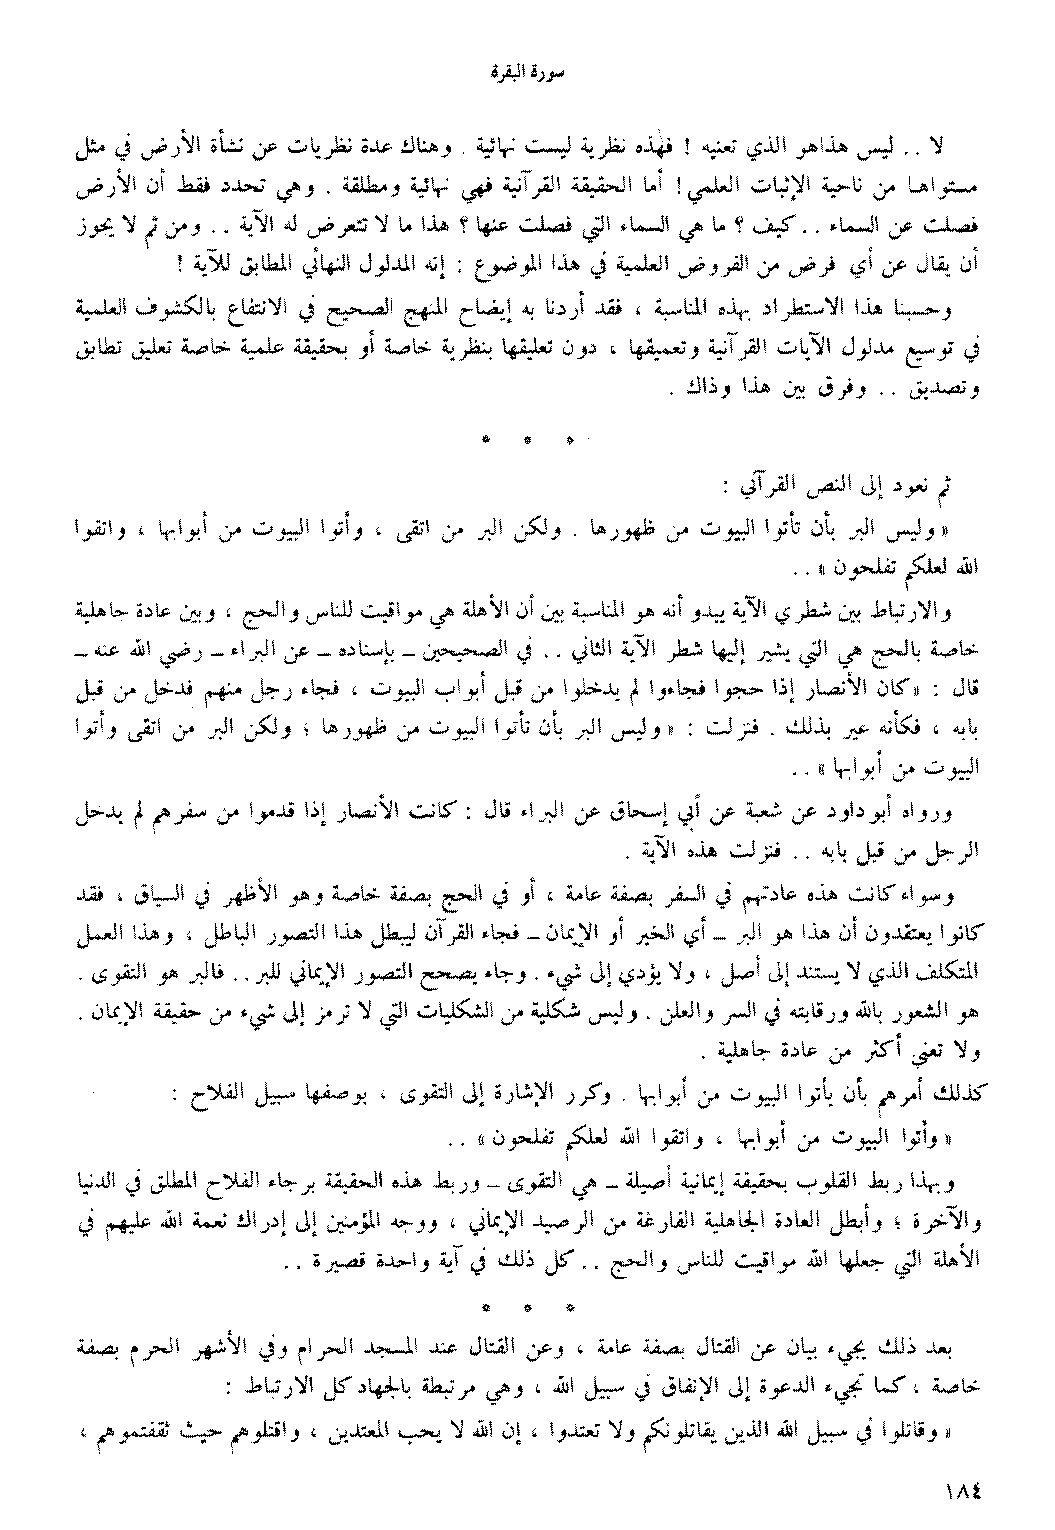 سورة البقرة
لا .. ليس هذا هو الذي تعنيه ! فهذه نظرية ليست نهائية . وهناك عدة نظريات عن نشأة الأرض في مثل
مستواها من ناحية الإثبات العلمي ! أما الحقيقة القرآنية فهي نهائية ومطلقة . وهي تحدد فقط أن الأرض
فصلت عن السماء .. كيف ؟ ما هي السماء التي فصلت عنها ؟ هذا ما لا تتعرض له الآية .. ومن ثم لا يجوز
أن يقال عن أي فرض من الفروض العلمية في هذا الموضوع : إنه المدلول النهائي المطابق للآية !
وحسبنا هذا الاستطراد بهذه المناسبة ، فقد أردنا به إيضاح المنهج الصحيح في الانتفاع بالكشوف العلمية
في توسيع مدلول الآيات القرآنية وتعميقها ، دون تعليقها بنظرية خاصة أو بحقيقة علمية خاصة تعليق تطابق
وتصديق .. وفرق بين هذا وذاك .
* * *
ثم نعود إلى النص القرآني :
« وليس البر بأن تأتوا البيوت من ظهورها . ولكن البر من اتقى ، وأتوا البيوت من أبوابها ، واتقوا
الله لعلكم تفلحون » ..
والارتباط بين شطري الآية يبدو أنه هو المناسبة بين أن الأهلة هي مواقيت للناس والحج ، وبين عادة جاهلية
خاصة بالحج هي التي يشير إليها شطر الآية الثاني .. في الصحيحين – بإسناده – عن البراء – رضي الله عنه –
قال : « كان الأنصار إذا حجوا فجاءوا لم يدخلوا من قبل أبواب البيوت ، فجاء رجل منهم فدخل من قبل
بابه ، فكأنه عير بذلك . فنزلت : « وليس البر بأن تأتوا البيوت من ظهورها ؛ ولكن البر من اتقى وأتوا
البيوت من أبوابها » ..
ورواه أبو داود عن شعبة عن أبي إسحاق عن البراء قال : كانت الأنصار إذا قدموا من سفرهم لم يدخل
الرجل من قبل بابه .. فنزلت هذه الآية .
وسواء كانت هذه عادتهم في السفر بصفة عامة ، أو في الحج بصفة خاصة وهو الأظهر في السياق ، فقد
كانوا يعتقدون أن هذا هو البر – أي الخير أو الإيمان – فجاء القرآن ليبطل هذا التصور الباطل ، وهذا العمل
المتكلف الذي لا يستند إلى أصل ، ولا يؤدي إلى شيء . وجاء يصحح التصور الإيماني للبر .. فالبر هو التقوى .
هو الشعور بالله ورقابته في السر والعلن . وليس شكلية من الشكليات التي لا ترمز إلى شيء من حقيقة الإيمان .
ولا تعني أكثر من عادة جاهلية .
كذلك أمرهم بأن يأتوا البيوت من أبوابها . وكرر الإشارة إلى التقوى ، بوصفها سبيل الفلاح :
« وأتوا البيوت من أبوابها ، واتقوا الله لعلكم تفلحون » ..
وبهذا ربط القلوب بحقيقة إيمانية أصيلة – هي التقوى – وربط هذه الحقيقة برجاء الفلاح المطلق في الدنيا
والآخرة ؛ وأبطل العادة الجاهلية الفارغة من الرصيد الإيماني ، ووجه المؤمنين إلى إدراك نعمة الله عليهم في
الأهلة التي جعلها الله مواقيت للناس والحج .. كل ذلك في آية واحدة قصيرة ..
* * *
بعد ذلك يجيء بيان عن القتال بصفة عامة ، وعن القتال عند المسجد الحرام وفي الأشهر الحرم بصفة
خاصة ، كما تجيء الدعوة إلى الإنفاق في سبيل الله ، وهي مرتبطة بالجهاد كل الارتباط :
« وقاتلوا في سبيل الله الذين يقاتلونكم ولا تعتدوا ، إن الله لا يحب المعتدين ، واقتلوهم حيث ثقفتموهم ،
١٨٤